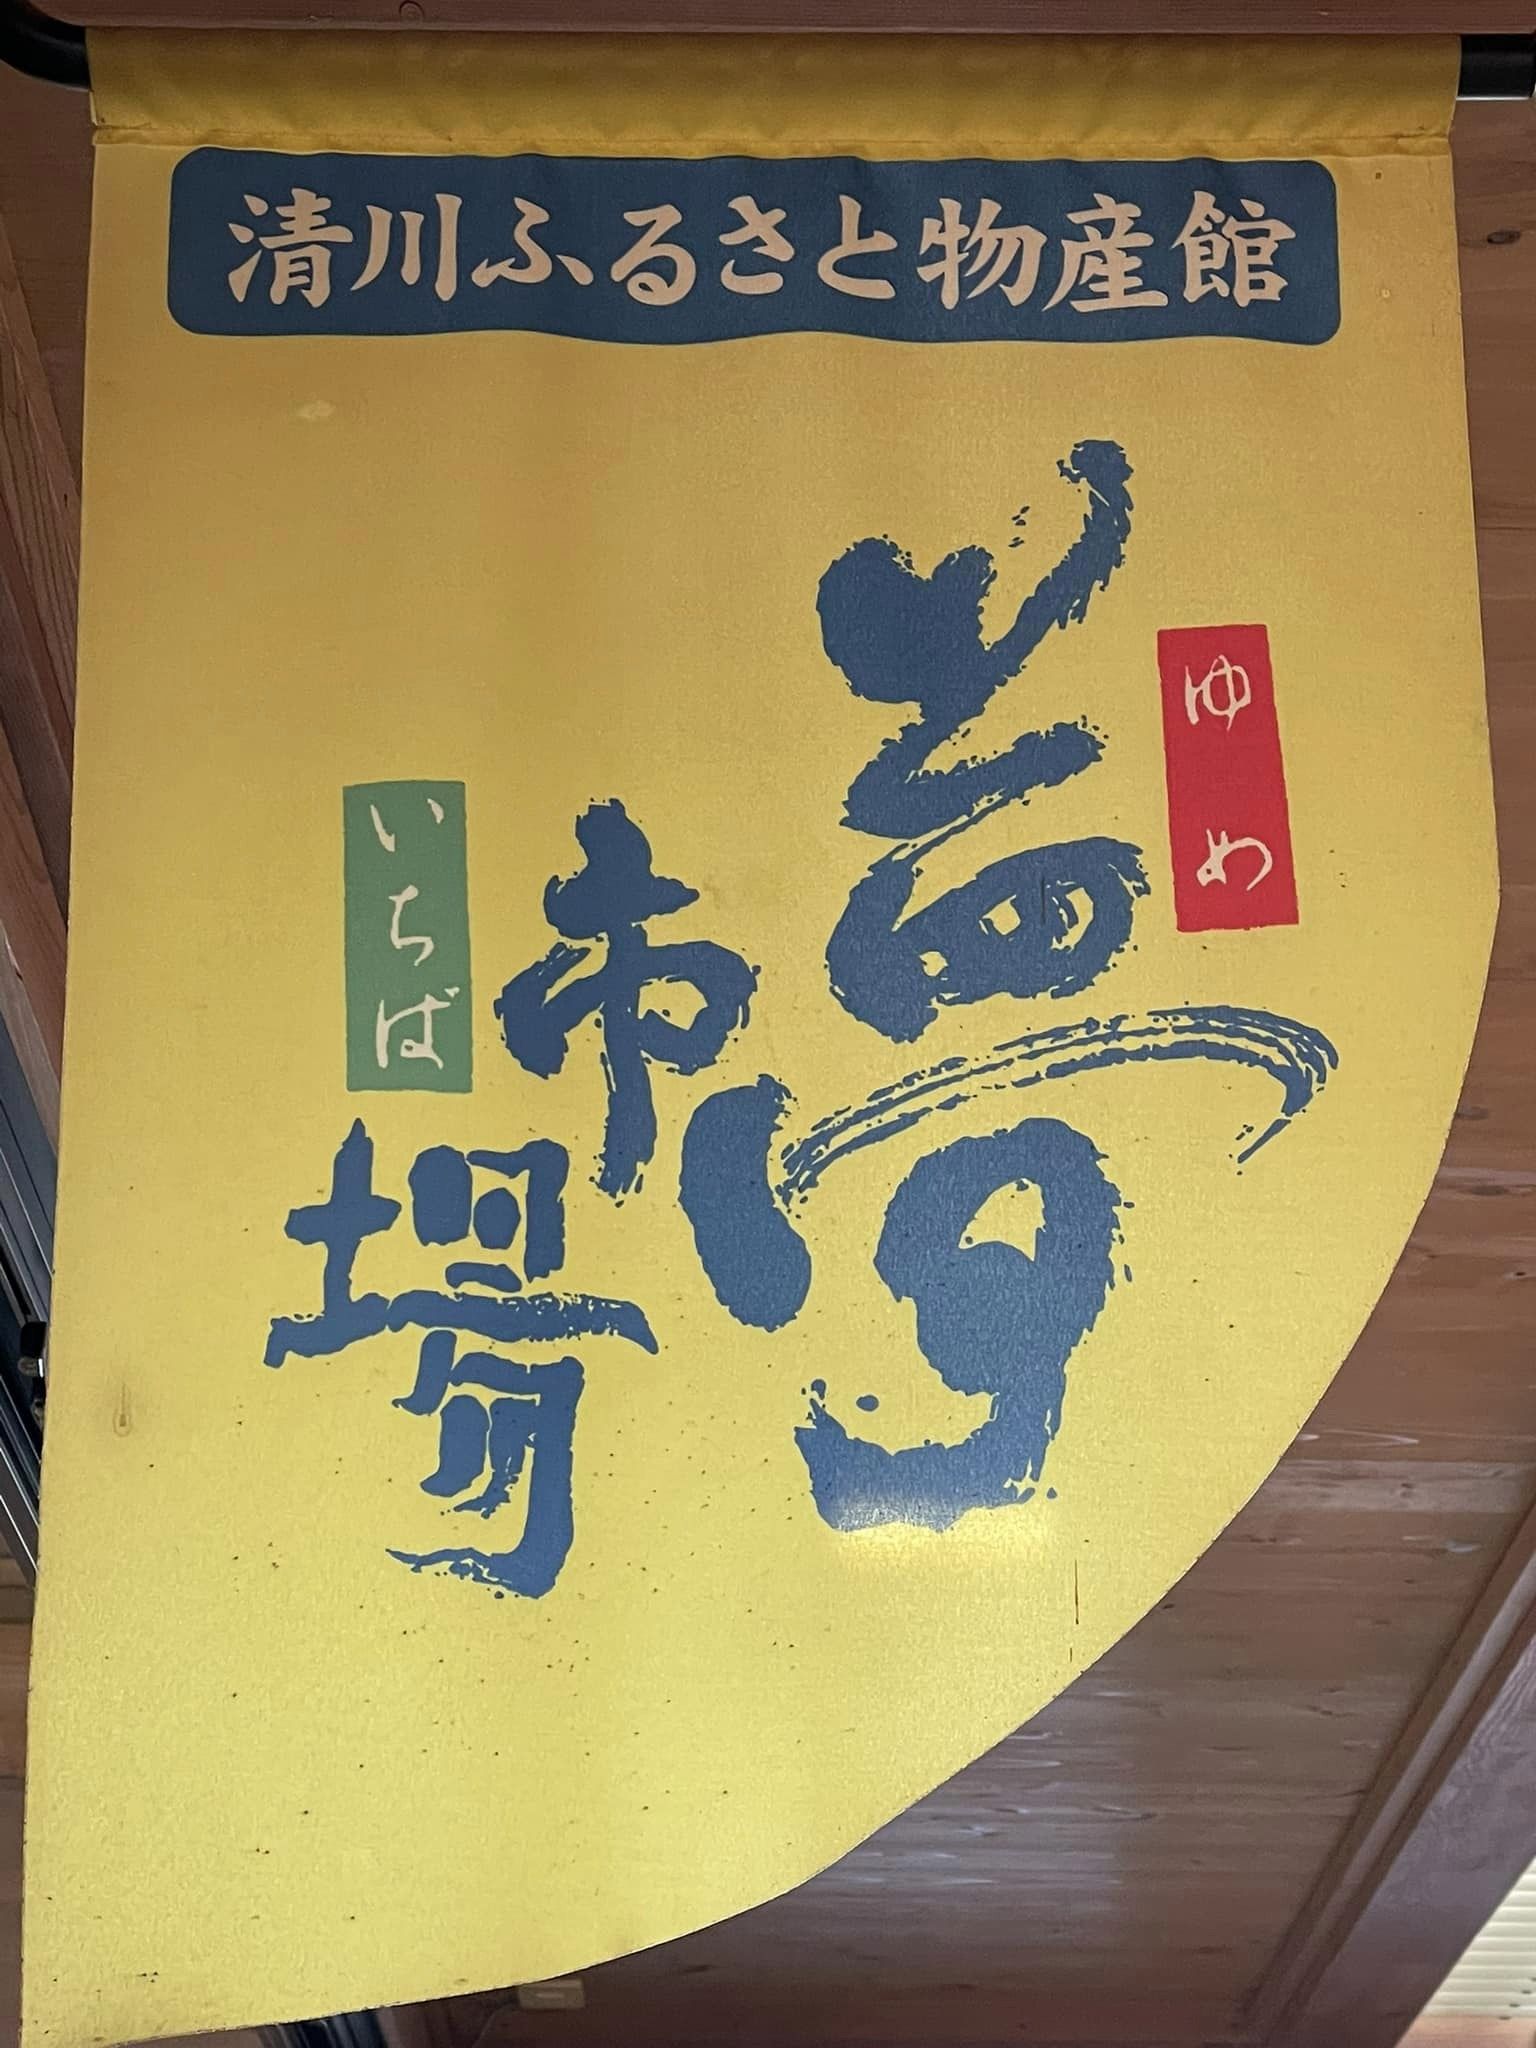 清川ふるさと物産館
夢市場
ゆめ
いちば